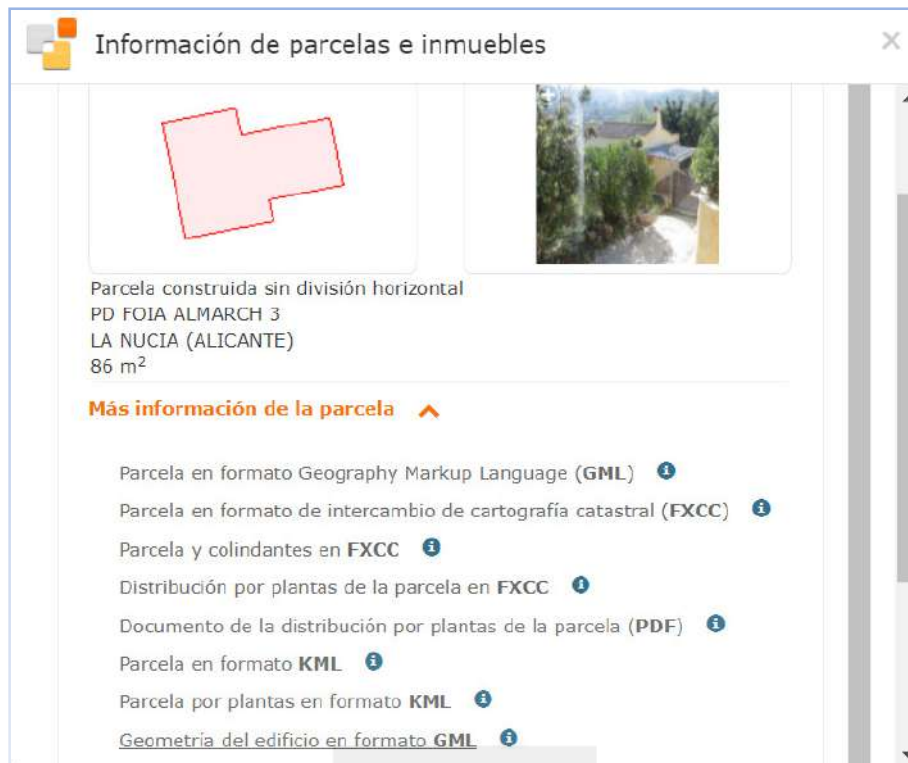 Información de parcelas e inmuebles
Parcela construida sin división horizontal
PD FOIA ALMARCH 3
LA NUCIA (ALICANTE)
86 m²
Más información de la parcela
Parcela en formato Geography Markup Language (GML)
Parcela en formato de intercambio de cartografía catastral (FXCC)
Parcela y colindantes en FXCC
Distribución por plantas de la parcela en FXCC
Documento de la distribución por plantas de la parcela (PDF)
Parcela en formato KML
Parcela por plantas en formato KML
Geometría del edificio en formato GML